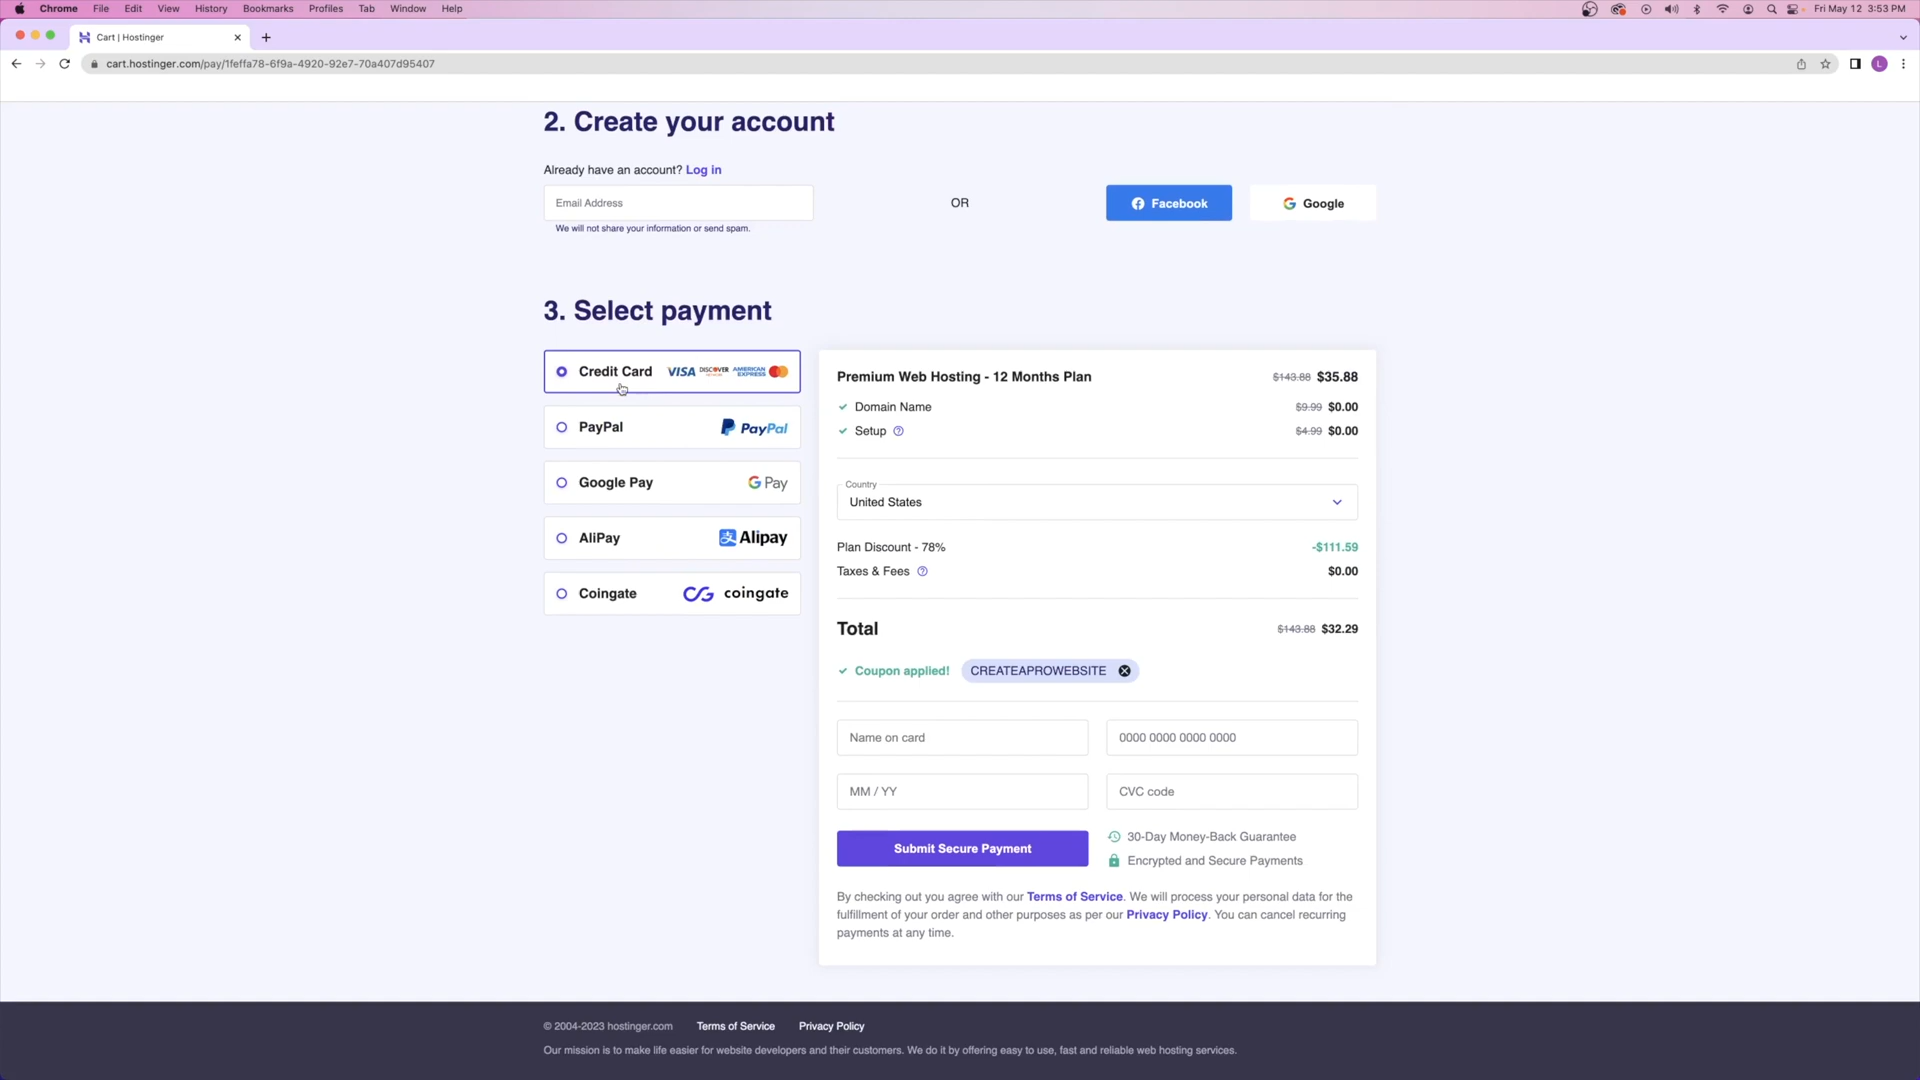 Chrome File Edit View History Bookmarks Profiles Tab Window Help Fri May 12 3:53 PM
Cart | Hostinger
cart.hostinger.com/pay/1feffa78-6f9a-4920-92e7-70a407d95407 L
2. Create your account
Already have an account? Log in
Email Address OR Facebook Google
We will not share your information or send spam.
3. Select payment
Credit Card VISA DISCOVER AMERICAN EXPRESS
PayPal PayPal
Google Pay G Pay
AliPay 支 Alipay
Coingate coingate
Premium Web Hosting - 12 Months Plan $143.88 $35.88
Domain Name $9.99 $0.00
Setup $4.99 $0.00
Country
United States
Plan Discount - 78% -$111.59
Taxes & Fees $0.00
Total $143.88 $32.29
Coupon applied! CREATEAPROWEBSITE
Name on card 0000 0000 0000 0000
MM / YY CVC code
Submit Secure Payment
30-Day Money-Back Guarantee
Encrypted and Secure Payments
By checking out you agree with our Terms of Service. We will process your personal data for the
fulfillment of your order and other purposes as per our Privacy Policy. You can cancel recurring
payments at any time.
© 2004-2023 hostinger.com Terms of Service Privacy Policy
Our mission is to make life easier for website developers and their customers. We do it by offering easy to use, fast and reliable web hosting services.